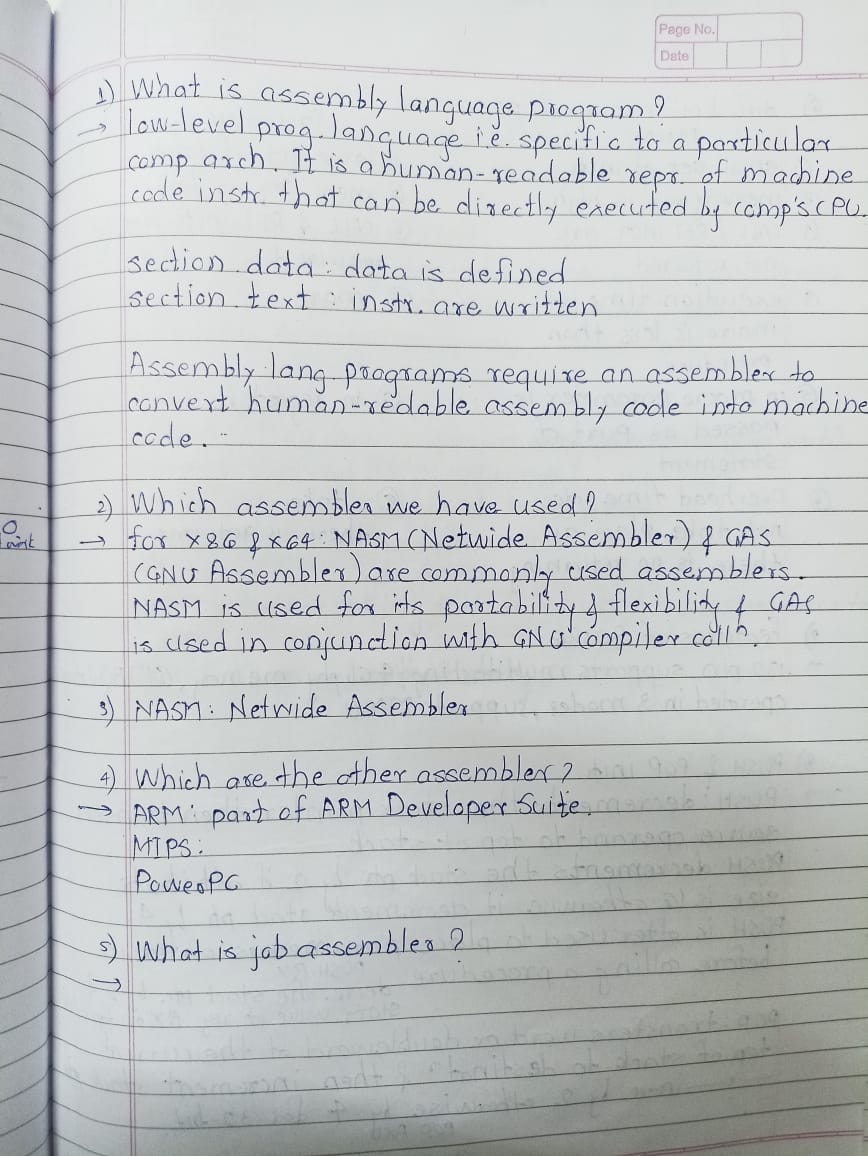 Page No.
Date
1) What is assembly language program?
→ low-level prog. language i.e. specific to a particular
comp arch. It is a human-readable repr. of machine
code instr. that can be directly executed by comp's CPU.
section .data : data is defined
section .text : instr. are written
Assembly lang. programs require an assembler to
convert human-redable assembly code into machine
code.
2) Which assembler we have used?
→ for x86 & x64 : NASM (Netwide Assembler) & GAS
(GNU Assembler) are commonly used assemblers.
NASM is used for its portability & flexibility & GAS
is used in conjunction with GNU compiler colln.
3) NASM : Netwide Assembler
4) Which are the other assembler?
→ ARM : part of ARM Developer Suite.
MIPS :
PowerPC
5) What is job assembler?
→